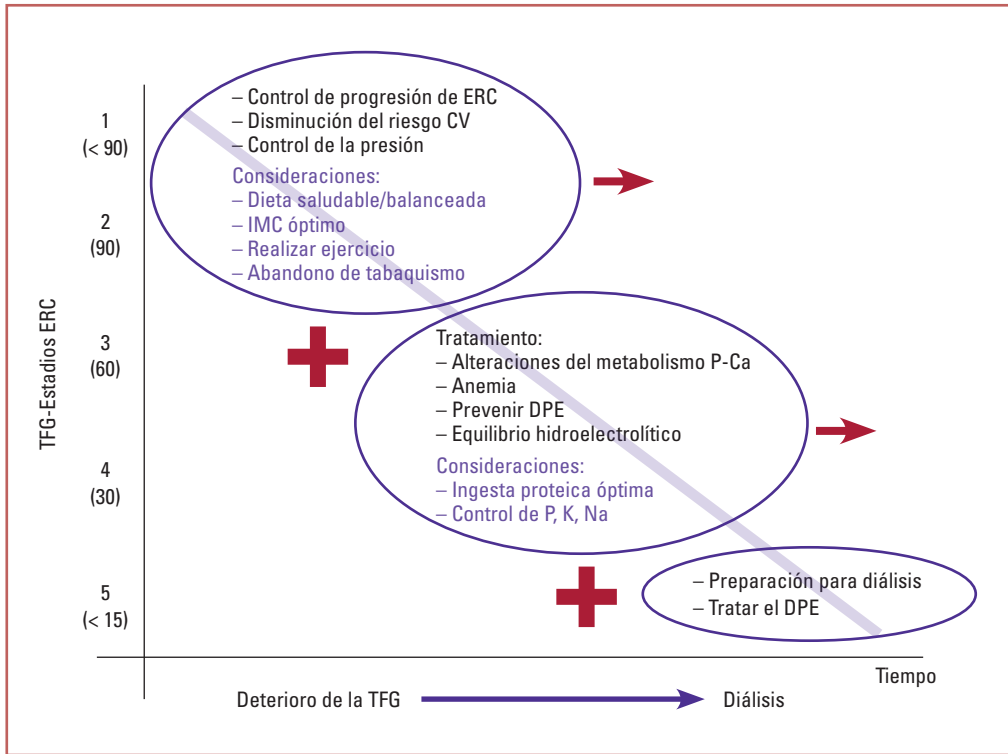 TFG-Estadios ERC
1
(< 90)
2
(90)
3
(60)
4
(30)
5
(< 15)
– Control de progresión de ERC
– Disminución del riesgo CV
– Control de la presión
Consideraciones:
– Dieta saludable/balanceada
– IMC óptimo
– Realizar ejercicio
– Abandono de tabaquismo
Tratamiento:
– Alteraciones del metabolismo P-Ca
– Anemia
– Prevenir DPE
– Equilibrio hidroelectrolítico
Consideraciones:
– Ingesta proteica óptima
– Control de P, K, Na
– Preparación para diálisis
– Tratar el DPE
Tiempo
Deterioro de la TFG
Diálisis